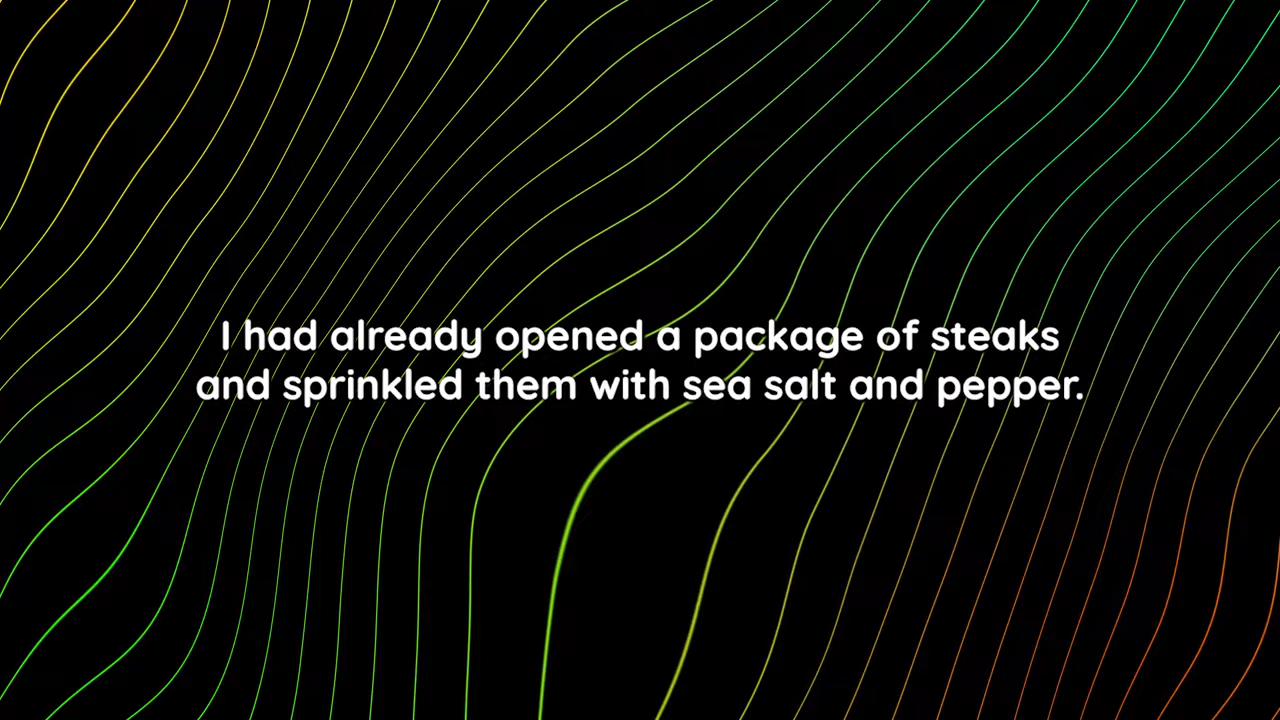 I had already opened a package of steaks
and sprinkled them with sea salt and pepper.